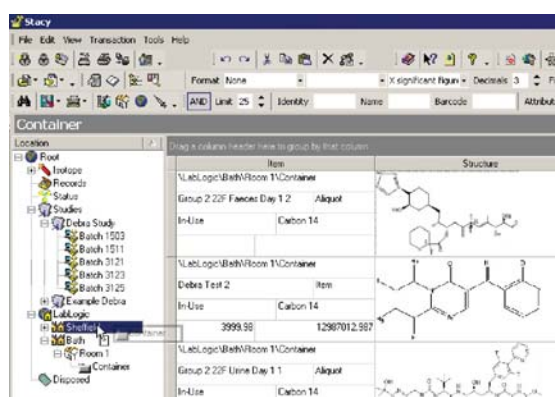 Stacy
File Edit View Transaction Tools Help
Format None X significant figur Decimals 3
AND Limit 25 Identity Name Barcode Attribut
Container
Location
Drag a column header here to group by that column
Item Structure
Root
Isotope
Records
Status
Studies
Debra Study
Batch 1503
Batch 1511
Batch 3121
Batch 3123
Batch 3125
Example Debra
LabLogic
Sheffield
Bath
Room 1
Container
Disposed
\LabLogic\Bath\Room 1\Container
Group 2 22F Faeces Day 1 2 Aliquot
In-Use Carbon 14
\LabLogic\Bath\Room 1\Container
Debra Test 2 Item
In-Use Carbon 14
3999.98 12987012.987
\LabLogic\Bath\Room 1\Container
Group 2 22F Urine Day 1 1 Aliquot
In-Use Carbon 14